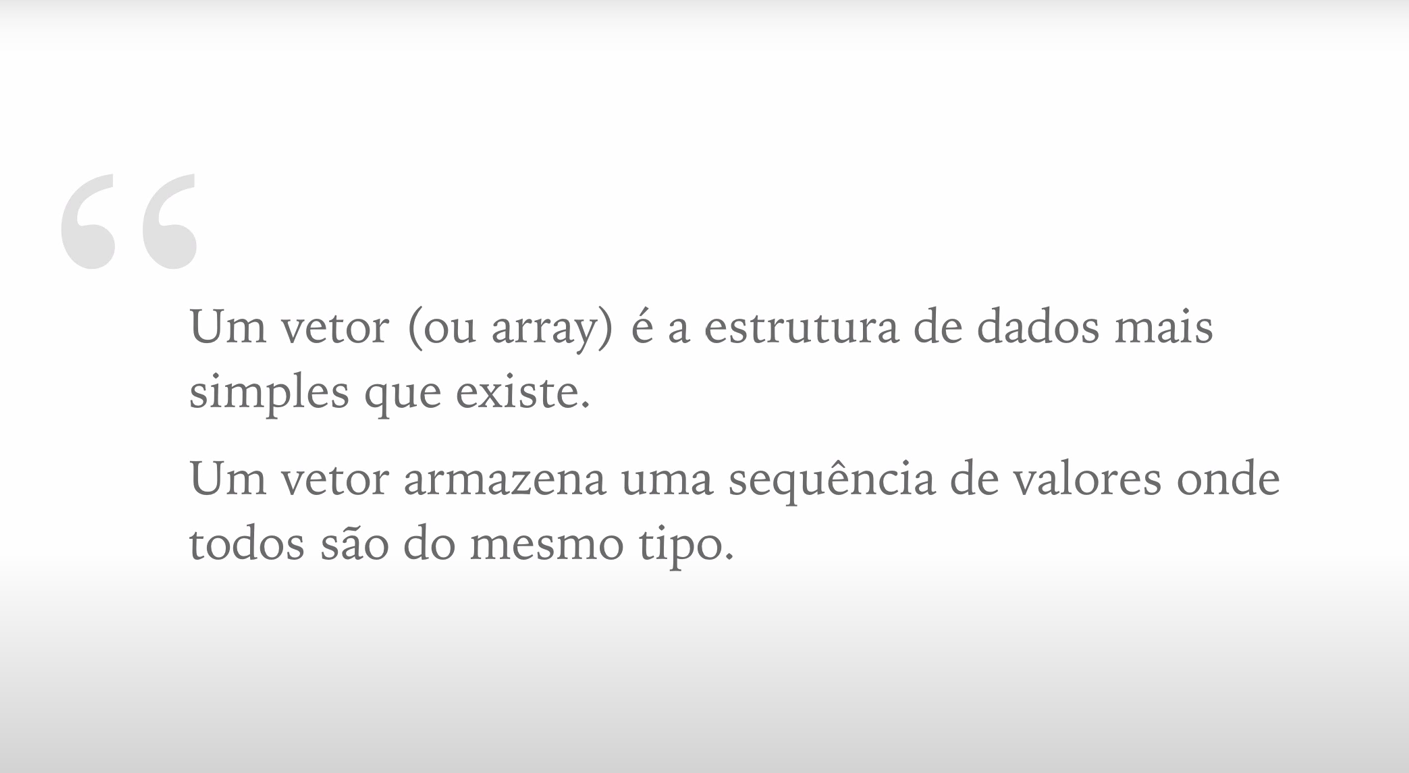 “
Um vetor (ou array) é a estrutura de dados mais
simples que existe.
Um vetor armazena uma sequência de valores onde
todos são do mesmo tipo.